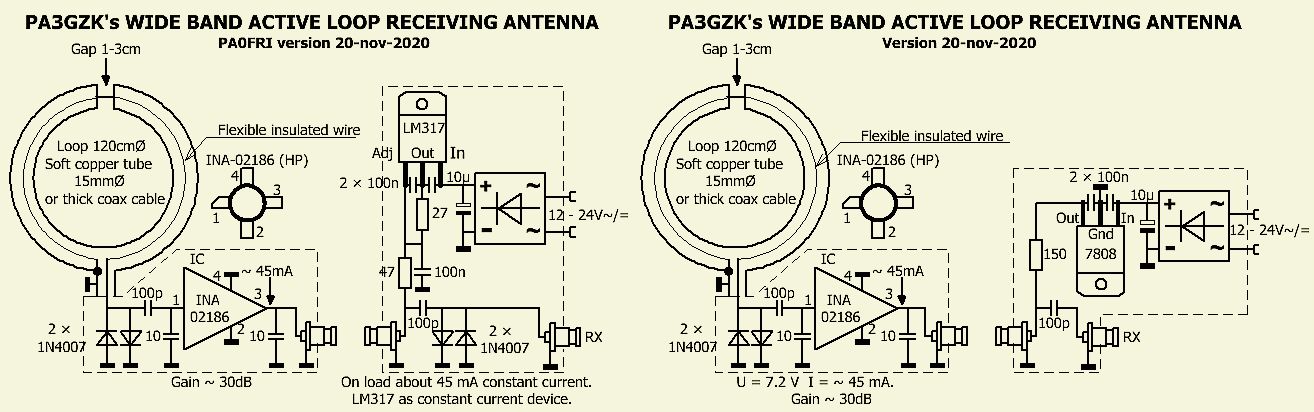 PA3GZK's WIDE BAND ACTIVE LOOP RECEIVING ANTENNA
PA0FRI version 20-nov-2020
Gap 1-3cm
Flexible insulated wire
Loop 120cmØ
Soft copper tube
15mmØ
or thick coax cable
INA-02186 (HP)
4
3
1
2
LM317
Adj Out In
2 × 100n
10µ
27
+
~
-
~
12 - 24V~/=
47
100n
IC
4
~ 45mA
100p
1
INA
02186
3
2
2 ×
1N4007
10
10
100p
2 ×
1N4007
RX
Gain ~ 30dB
On load about 45 mA constant current.
LM317 as constant current device.
PA3GZK's WIDE BAND ACTIVE LOOP RECEIVING ANTENNA
Version 20-nov-2020
Gap 1-3cm
Flexible insulated wire
Loop 120cmØ
Soft copper tube
15mmØ
or thick coax cable
INA-02186 (HP)
4
3
1
2
2 × 100n
10µ
Out
In
Gnd
7808
+
~
-
~
12 - 24V~/=
150
IC
4
~ 45mA
100p
1
INA
02186
3
2
2 ×
1N4007
10
10
100p
RX
U = 7.2 V I = ~ 45 mA.
Gain ~ 30dB